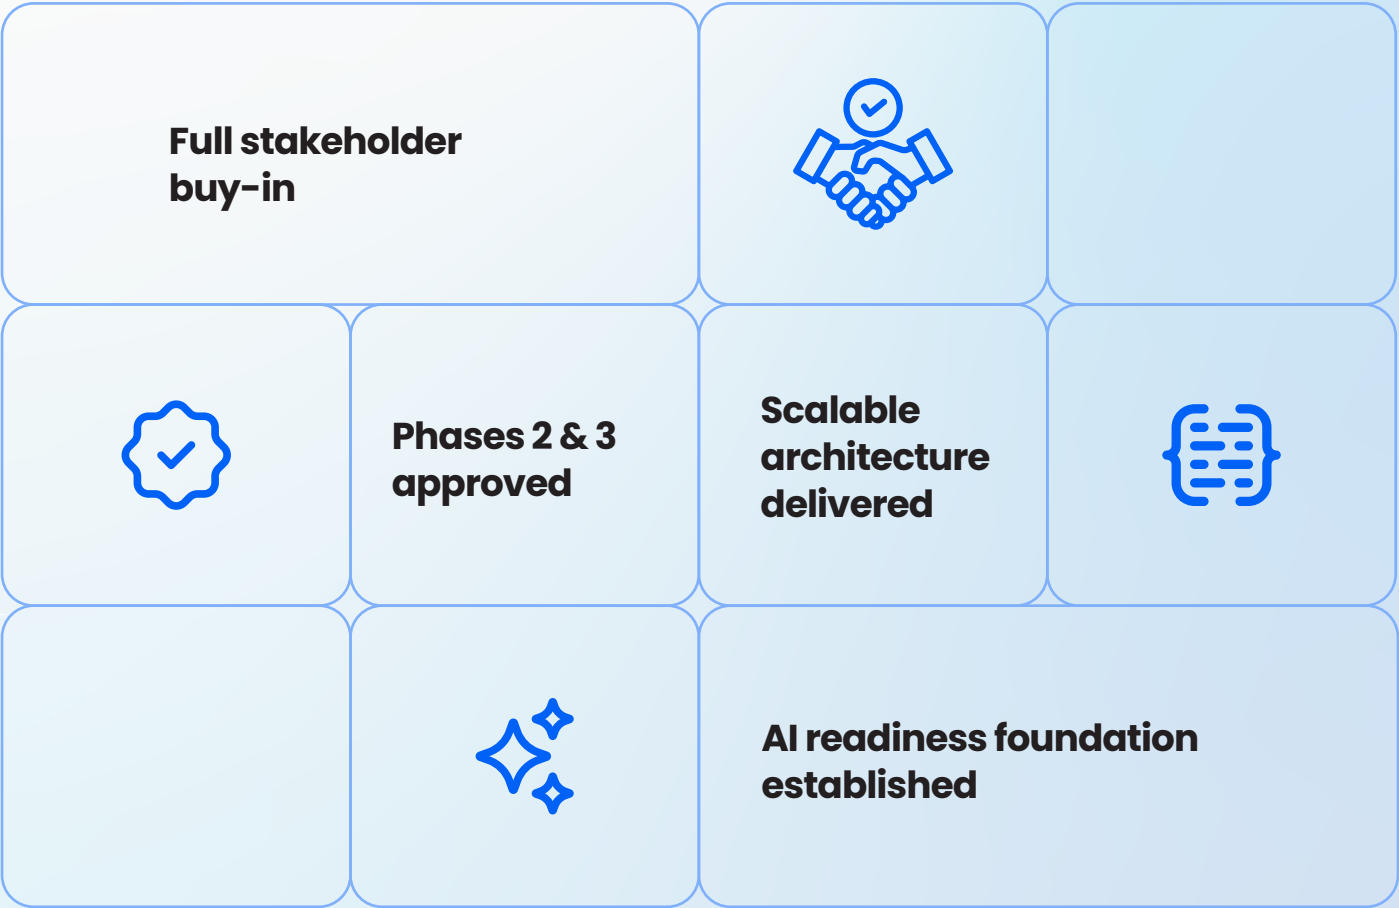 Full stakeholder
buy-in
Phases 2 & 3
approved
Scalable
architecture
delivered
AI readiness foundation
established